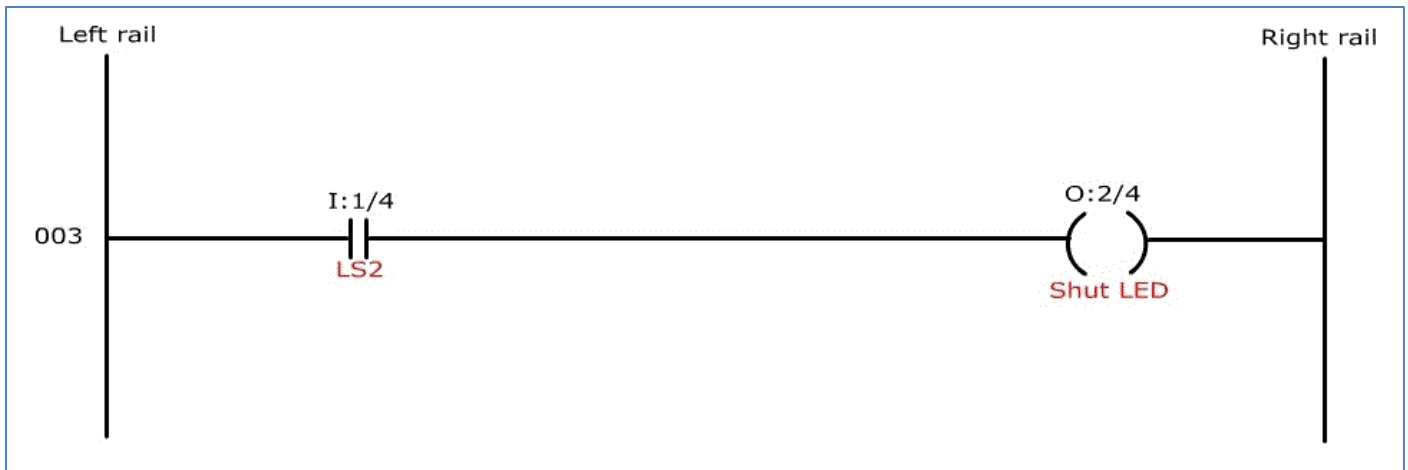 Left rail
Right rail
I:1/4
O:2/4
003
LS2
Shut LED